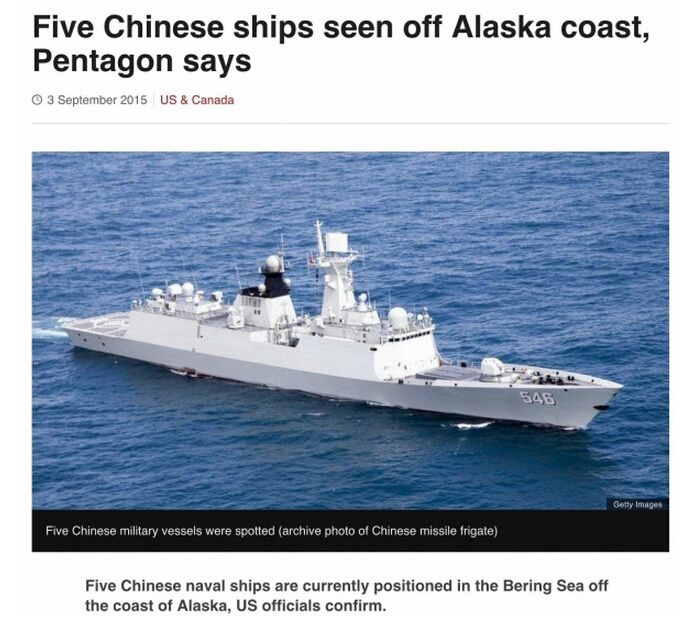 Five Chinese ships seen off Alaska coast,
Pentagon says
3 September 2015 US & Canada
546
Getty Images
Five Chinese military vessels were spotted (archive photo of Chinese missile frigate)
Five Chinese naval ships are currently positioned in the Bering Sea off
the coast of Alaska, US officials confirm.